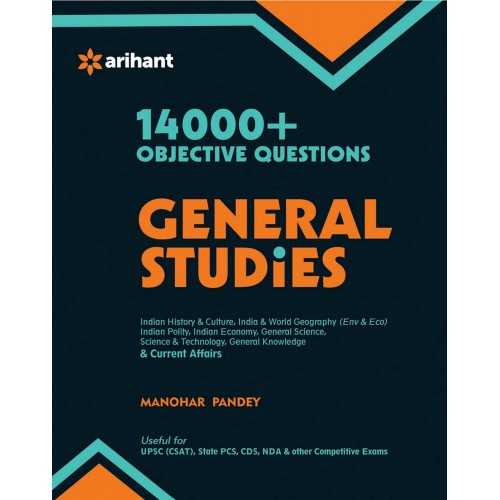 arihant
14000+
OBJECTIVE QUESTIONS
GENERAL
STUDiES
Indian History & Culture, India & World Geography (Env & Eco)
Indian Polity, Indian Economy, General Science,
Science & Technology, General Knowledge
& Current Affairs
MANOHAR PANDEY
Useful for
UPSC (CSAT), State PCS, CDS, NDA & other Competitive Exams